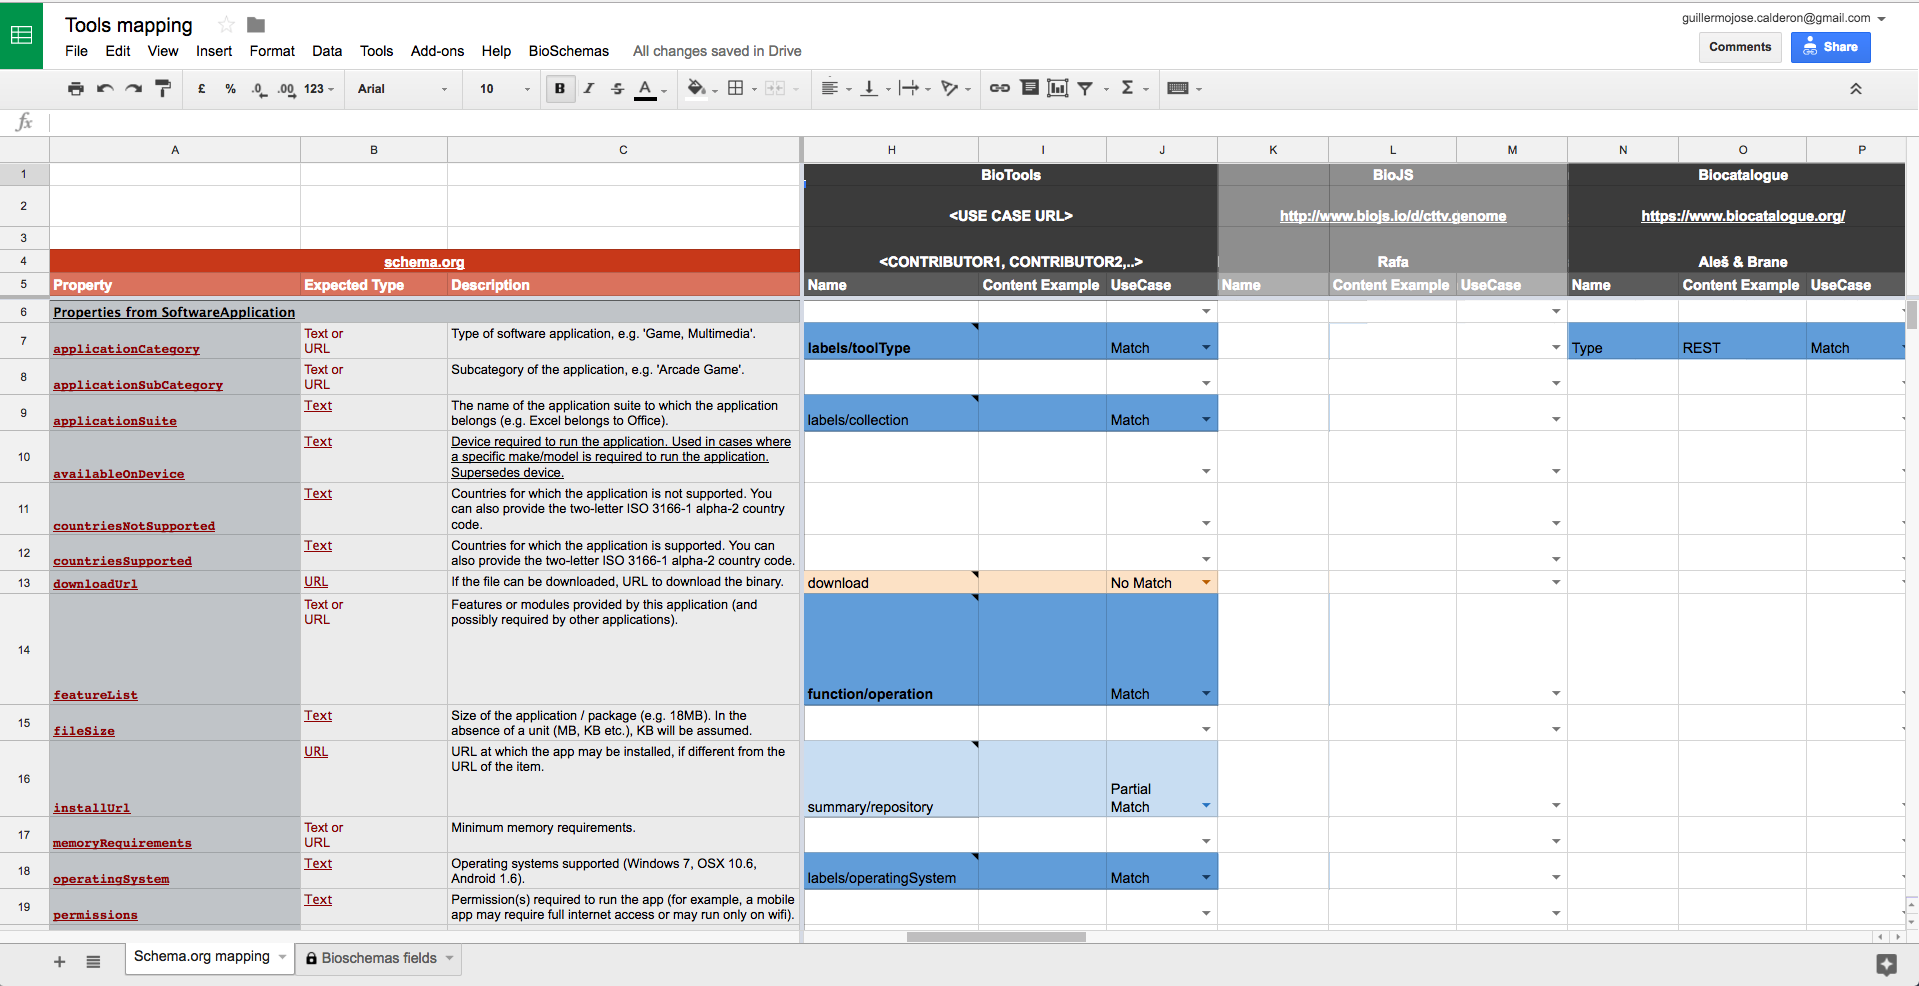 Tools mapping
guillermojose.calderon@gmail.com
File Edit View Insert Format Data Tools Add-ons Help BioSchemas All changes saved in Drive
Comments Share
£ % .0 .00 123 Arial 10 B I S A Σ
fx
A B C H I J K L M N O P
1 BioTools BioJS Biocatalogue
2 <USE CASE URL> http://www.biojs.io/d/cttv.genome https://www.biocatalogue.org/
3
4 schema.org <CONTRIBUTOR1, CONTRIBUTOR2,..> Rafa Aleš & Brane
5 Property Expected Type Description Name Content Example UseCase Name Content Example UseCase Name Content Example UseCase
6 Properties from SoftwareApplication
7 applicationCategory Text or URL Type of software application, e.g. 'Game, Multimedia'. labels/toolType Match Type REST Match
8 applicationSubCategory Text or URL Subcategory of the application, e.g. 'Arcade Game'.
9 applicationSuite Text The name of the application suite to which the application belongs (e.g. Excel belongs to Office). labels/collection Match
10 availableOnDevice Text Device required to run the application. Used in cases where a specific make/model is required to run the application. Supersedes device.
11 countriesNotSupported Text Countries for which the application is not supported. You can also provide the two-letter ISO 3166-1 alpha-2 country code.
12 countriesSupported Text Countries for which the application is supported. You can also provide the two-letter ISO 3166-1 alpha-2 country code.
13 downloadUrl URL If the file can be downloaded, URL to download the binary. download No Match
14 featureList Text or URL Features or modules provided by this application (and possibly required by other applications). function/operation Match
15 fileSize Text Size of the application / package (e.g. 18MB). In the absence of a unit (MB, KB etc.), KB will be assumed.
16 installUrl URL URL at which the app may be installed, if different from the URL of the item. summary/repository Partial Match
17 memoryRequirements Text or URL Minimum memory requirements.
18 operatingSystem Text Operating systems supported (Windows 7, OSX 10.6, Android 1.6). labels/operatingSystem Match
19 permissions Text Permission(s) required to run the app (for example, a mobile app may require full internet access or may run only on wifi).
Schema.org mapping Bioschemas fields